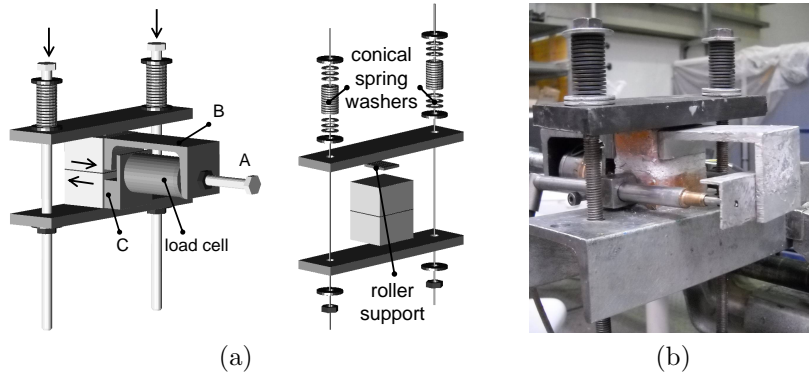 conical
spring
washers
B
A
C
load cell
roller
support
(a)
(b)